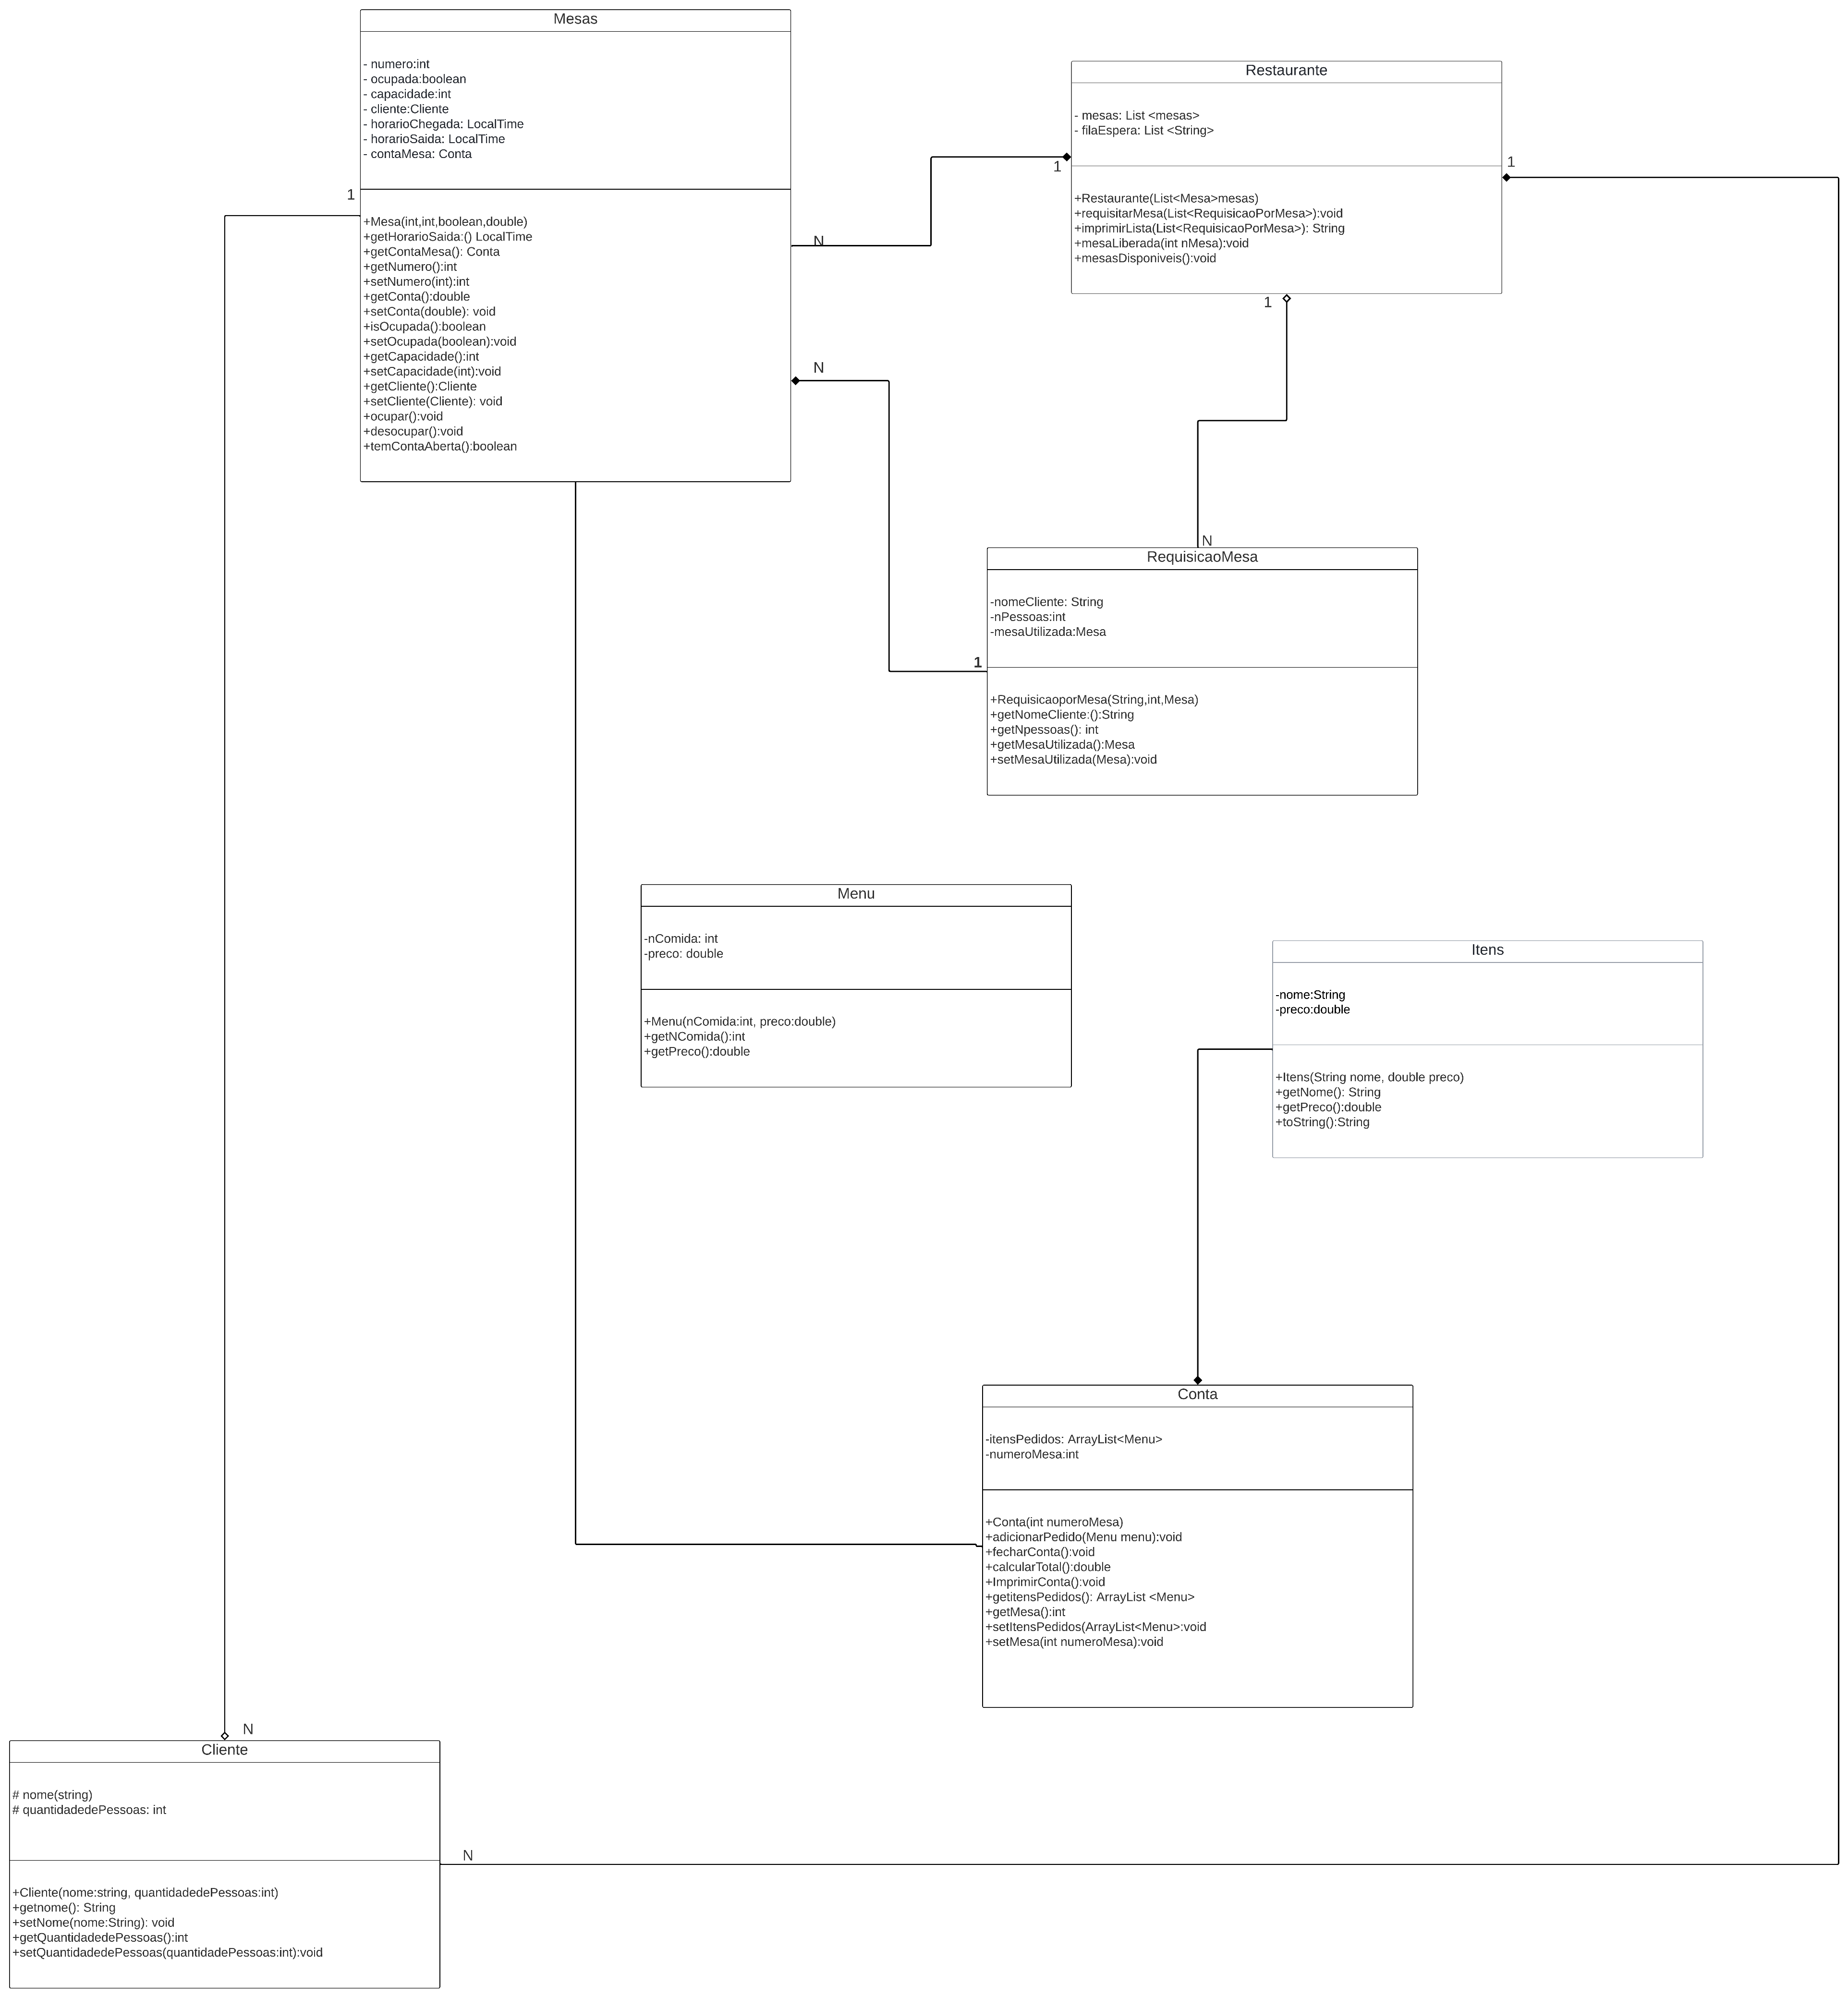 Mesas
- numero:int
- ocupada:boolean
- capacidade:int
- cliente:Cliente
- horarioChegada: LocalTime
- horarioSaida: LocalTime
- contaMesa: Conta
1
+Mesa(int,int,boolean,double)
+getHorarioSaida:() LocalTime
+getContaMesa(): Conta
+getNumero():int
+setNumero(int):int
+getConta():double
+setConta(double): void
+isOcupada():boolean
+setOcupada(boolean):void
+getCapacidade():int
+setCapacidade(int):void
+getCliente():Cliente
+setCliente(Cliente): void
+ocupar():void
+desocupar():void
+temContaAberta():boolean
N
N
Restaurante
- mesas: List <mesas>
- filaEspera: List <String>
1
1
+Restaurante(List<Mesa>mesas)
+requisitarMesa(List<RequisicaoPorMesa>):void
+imprimirLista(List<RequisicaoPorMesa>): String
+mesaLiberada(int nMesa):void
+mesasDisponiveis():void
1
N
RequisicaoMesa
-nomeCliente: String
-nPessoas:int
-mesaUtilizada:Mesa
1
+RequisicaoporMesa(String,int,Mesa)
+getNomeCliente:():String
+getNpessoas(): int
+getMesaUtilizada():Mesa
+setMesaUtilizada(Mesa):void
Menu
-nComida: int
-preco: double
+Menu(nComida:int, preco:double)
+getNComida():int
+getPreco():double
Itens
-nome:String
-preco:double
+Itens(String nome, double preco)
+getNome(): String
+getPreco():double
+toString():String
Conta
-itensPedidos: ArrayList<Menu>
-numeroMesa:int
+Conta(int numeroMesa)
+adicionarPedido(Menu menu):void
+fecharConta():void
+calcularTotal():double
+ImprimirConta():void
+getitensPedidos(): ArrayList <Menu>
+getMesa():int
+setItensPedidos(ArrayList<Menu>:void
+setMesa(int numeroMesa):void
N
Cliente
# nome(string)
# quantidadedePessoas: int
N
+Cliente(nome:string, quantidadedePessoas:int)
+getnome(): String
+setNome(nome:String): void
+getQuantidadedePessoas():int
+setQuantidadedePessoas(quantidadePessoas:int):void